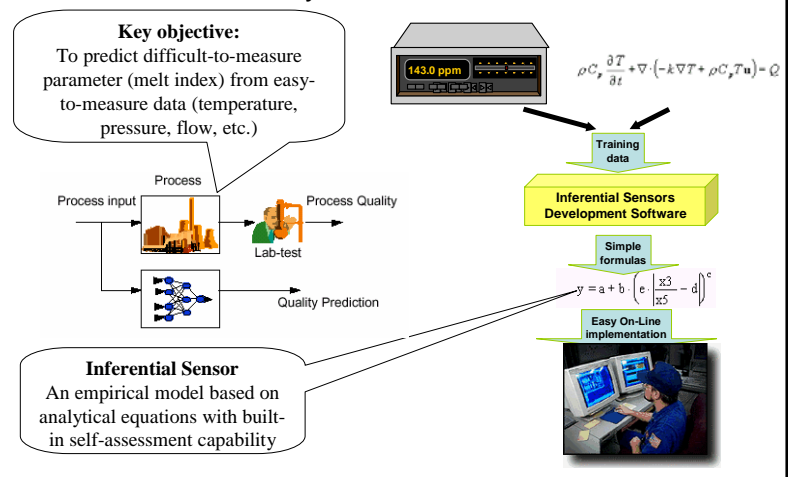 Key objective:
To predict difficult-to-measure
parameter (melt index) from easy-
to-measure data (temperature,
pressure, flow, etc.)
143.0 ppm
ρC_p ∂T/∂t + ∇·(-k∇T + ρC_pTu) = Q
Training
data
Process
Process input
Process Quality
Lab-test
Quality Prediction
Inferential Sensors
Development Software
Simple
formulas
y = a + b · (e · |x3/x5 - d|)^c
Easy On-Line
implementation
Inferential Sensor
An empirical model based on
analytical equations with built-
in self-assessment capability